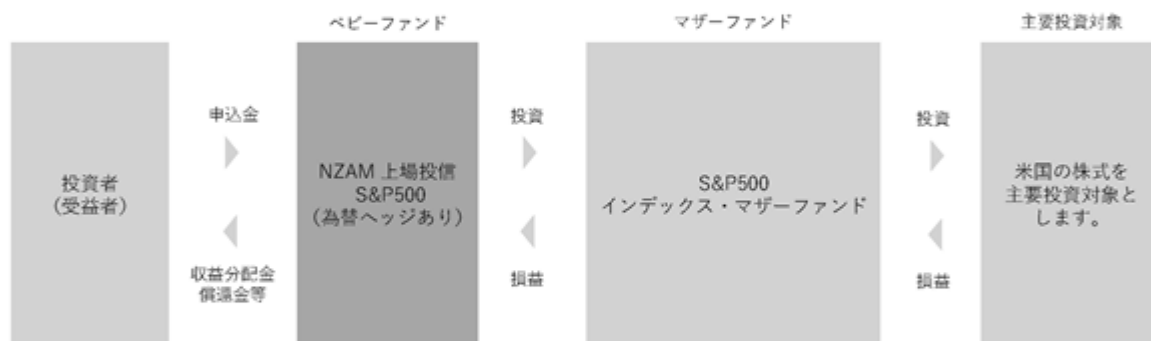 ベビーファンド
マザーファンド
主要投資対象
投資者
(受益者)
申込金
収益分配金
償還金等
NZAM 上場投信
S&P500
(為替ヘッジあり)
投資
損益
S&P500
インデックス・マザーファンド
投資
損益
米国の株式を
主要投資対象と
します。